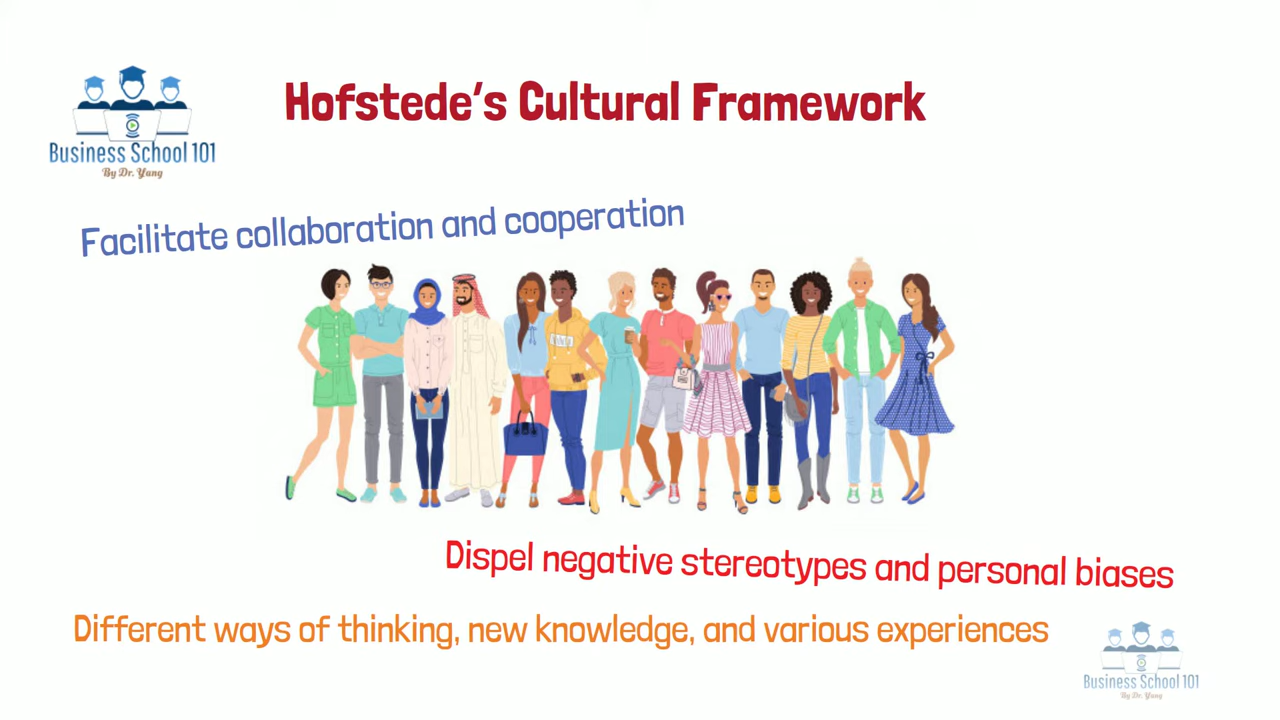 Hofstede's Cultural Framework
Business School 101
By Dr. Yang
Facilitate collaboration and cooperation
Dispel negative stereotypes and personal biases
Different ways of thinking, new knowledge, and various experiences
Business School 101
By Dr. Yang